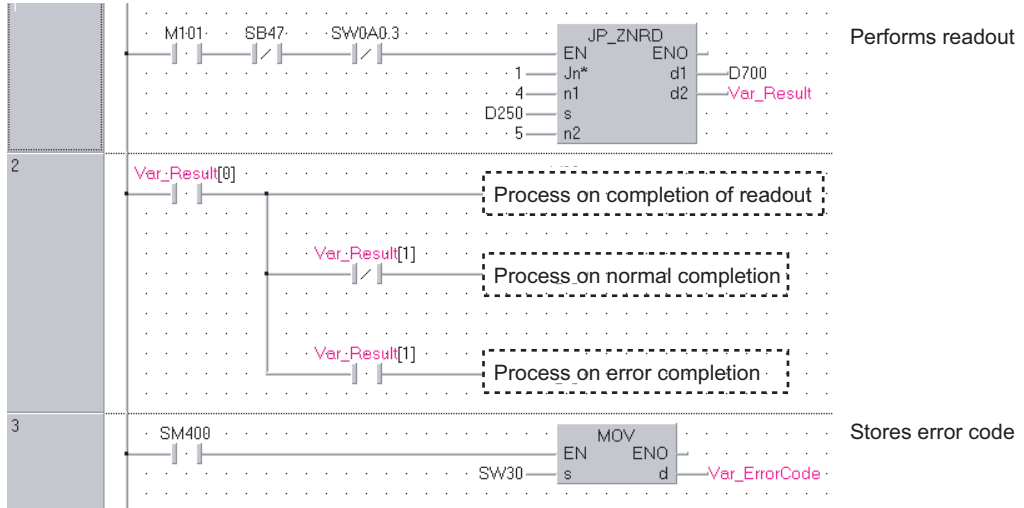 M101 SB47 SW0A0.3 JP_ZNRD Performs readout
EN ENO
1 Jn* d1 D700
4 n1 d2 Var_Result
D250 s
5 n2
2
Var_Result[0]
Process on completion of readout
Var_Result[1]
Process on normal completion
Var_Result[1]
Process on error completion
3
SM400 MOV Stores error code
EN ENO
SW30 s d Var_ErrorCode